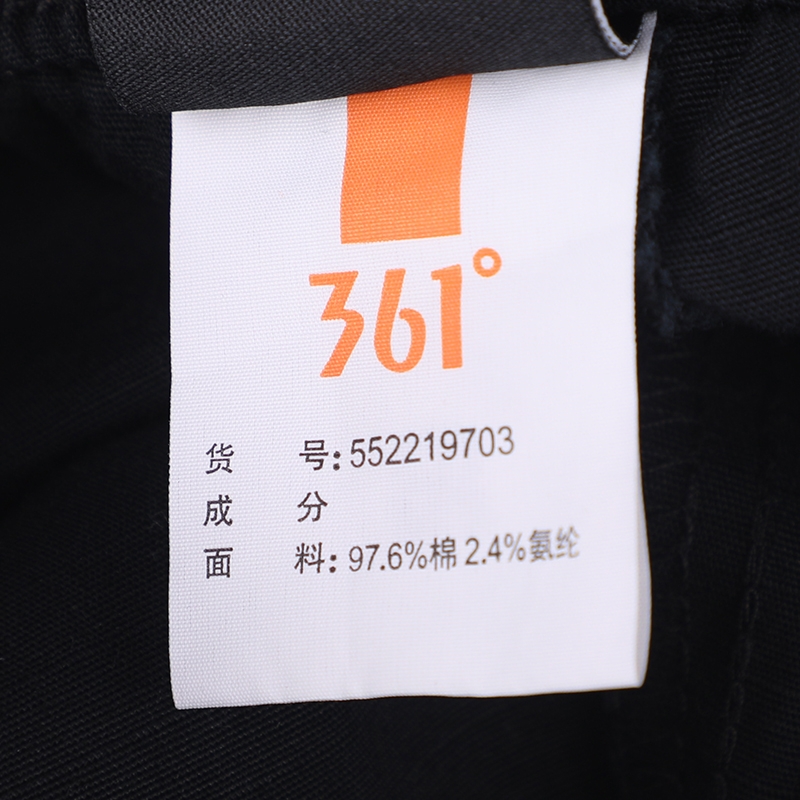 361°
货 号:552219703
成 分
面 料:97.6%棉 2.4%氨纶